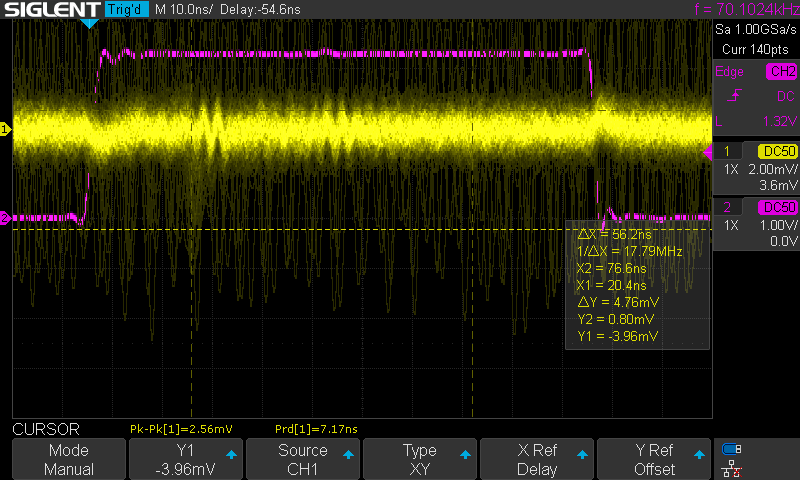 SIGLENT Trig'd M 10.0ns/ Delay:-54.6ns f = 70.1024kHz
Sa 1.00GSa/s
Curr 140pts
Edge CH2
DC
L 1.32V
1 DC50
1X 2.00mV/
3.6mV
2 DC50
1X 1.00V/
0.0V
1
2
△X = 56.2ns
1/△X = 17.79MHz
X2 = 76.6ns
X1 = 20.4ns
△Y = 4.76mV
Y2 = 0.80mV
Y1 = -3.96mV
CURSOR Pk-Pk[1]=2.56mV Prd[1]=7.17ns
Mode Y1 Source Type X Ref Y Ref
Manual -3.96mV CH1 XY Delay Offset